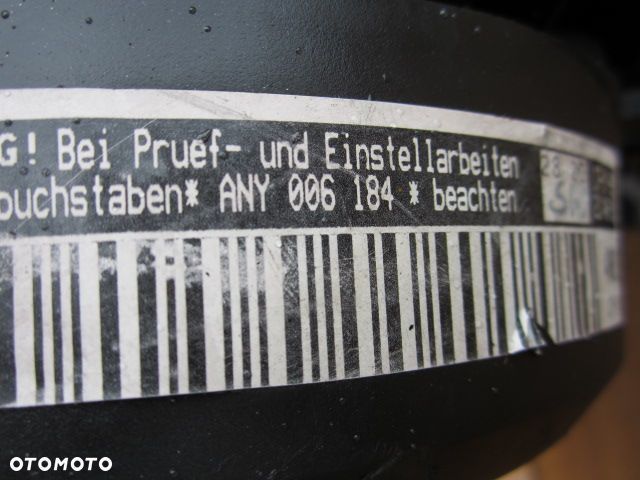 G! Bei Pruef- und Einstellarbeiten
buchstaben* ANY 006 184 * beachten
OTOMOTO